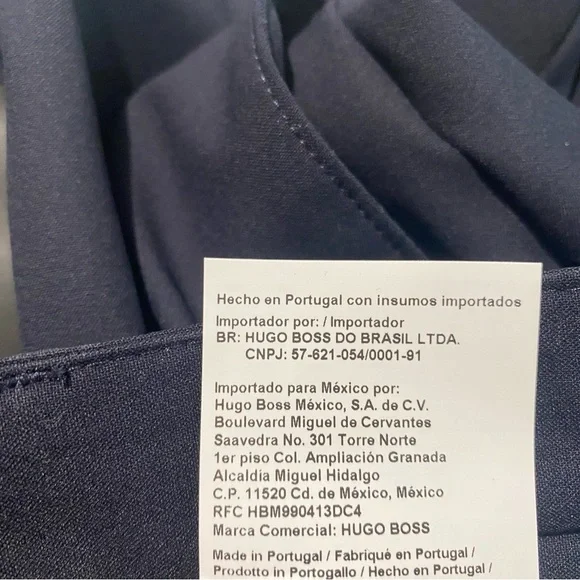 Hecho en Portugal con insumos importados
Importador por: / Importador
BR: HUGO BOSS DO BRASIL LTDA.
CNPJ: 57-621-054/0001-91
Importado para México por:
Hugo Boss México, S.A. de C.V.
Boulevard Miguel de Cervantes
Saavedra No. 301 Torre Norte
1er piso Col. Ampliación Granada
Alcaldía Miguel Hidalgo
C.P. 11520 Cd. de México, México
RFC HBM990413DC4
Marca Comercial: HUGO BOSS
Made in Portugal / Fabriqué en Portugal /
Prodotto in Portogallo / Hecho en Portugal /